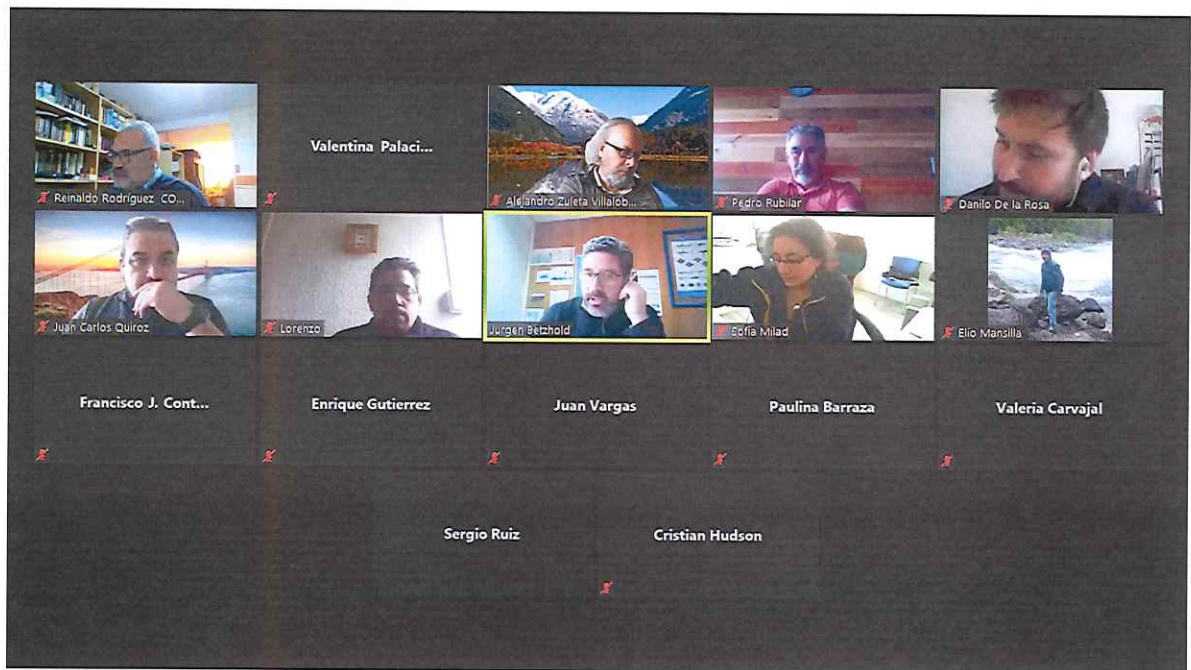 Reinaldo Rodríguez CO...
Valentina Palaci...
Alejandro Zuleta Villalob...
Pedro Rubilar
Danilo De la Rosa
Juan Carlos Quiroz
Lorenzo
Jurgen Betzhold
Sofia Milad
Elio Mansilla
Francisco J. Cont...
Enrique Gutierrez
Juan Vargas
Paulina Barraza
Valeria Carvajal
Sergio Ruiz
Cristian Hudson